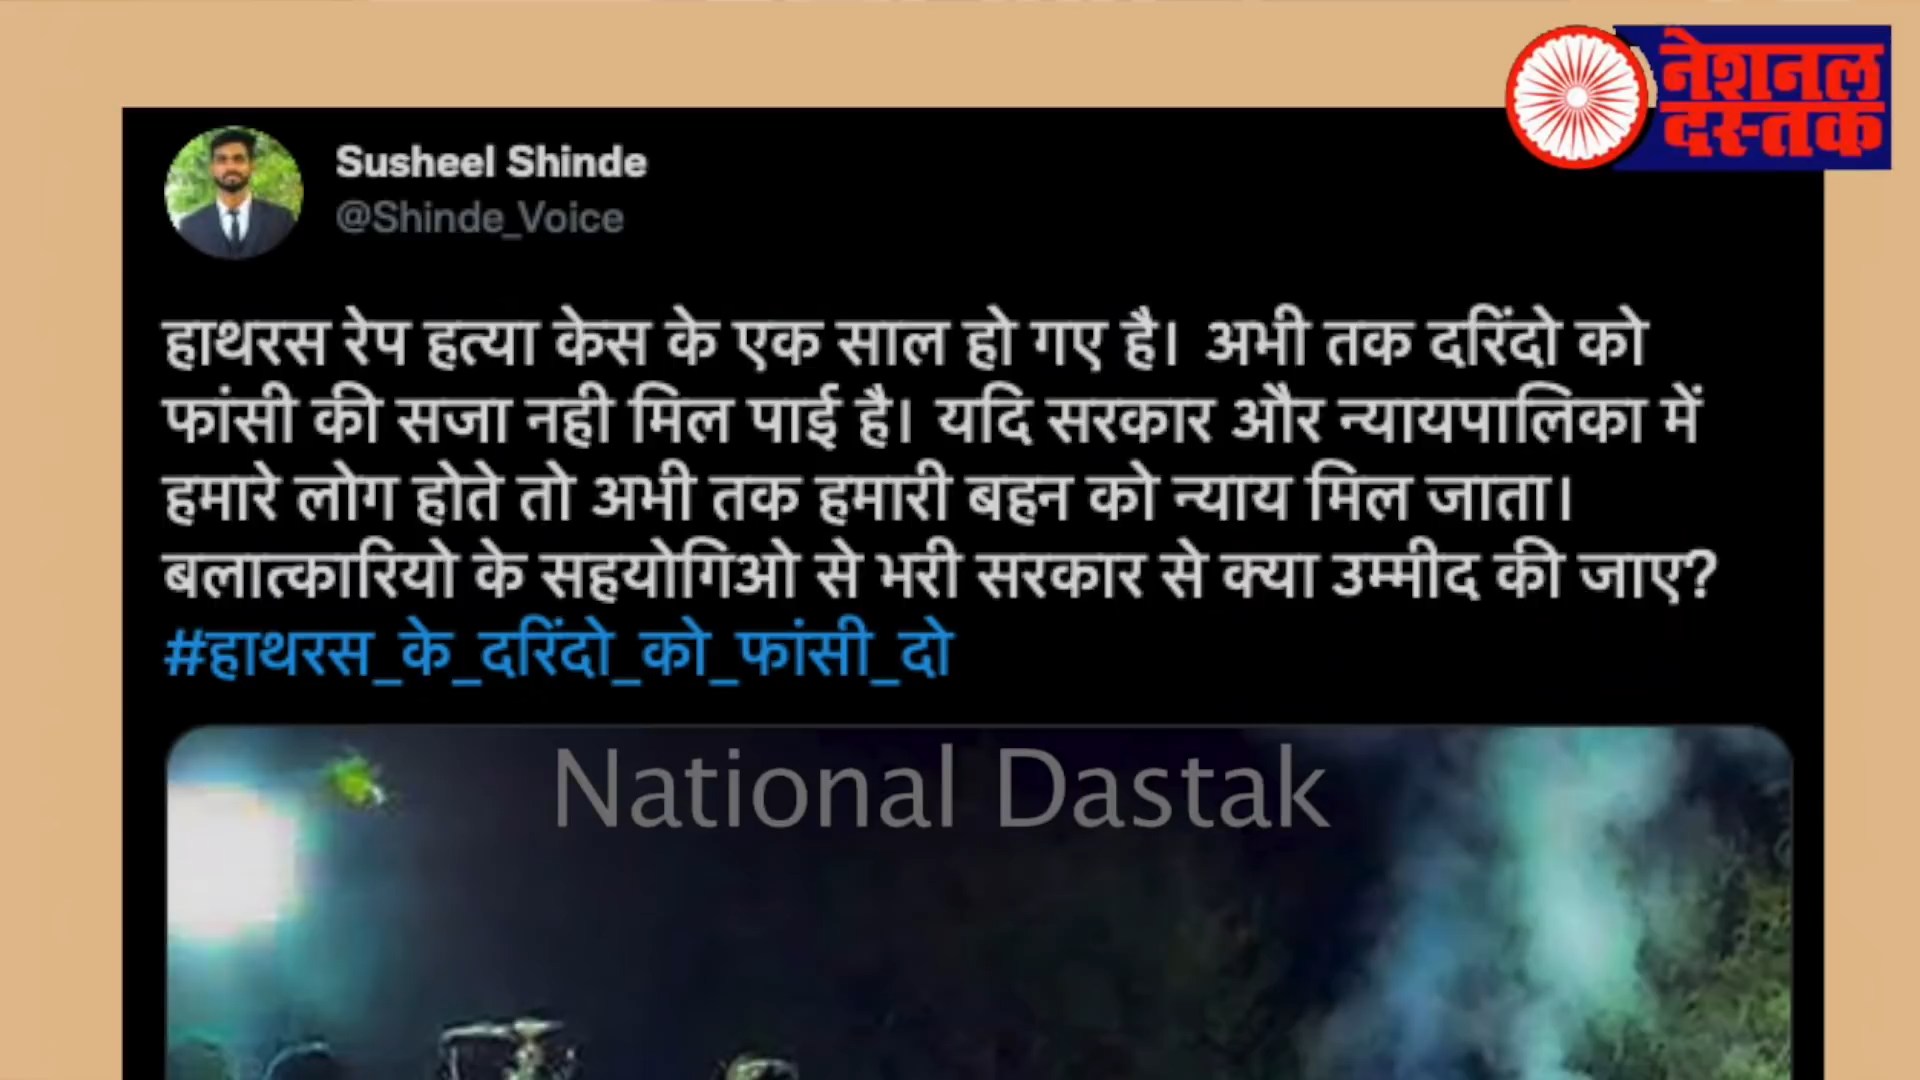 नेशनल
दस्तक
Susheel Shinde
@Shinde_Voice
हाथरस रेप हत्या केस के एक साल हो गए है। अभी तक दरिंदो को
फांसी की सजा नही मिल पाई है। यदि सरकार और न्यायपालिका में
हमारे लोग होते तो अभी तक हमारी बहन को न्याय मिल जाता।
बलात्कारियो के सहयोगिओ से भरी सरकार से क्या उम्मीद की जाए?
#हाथरस_के_दरिंदो_को_फांसी_दो
National Dastak